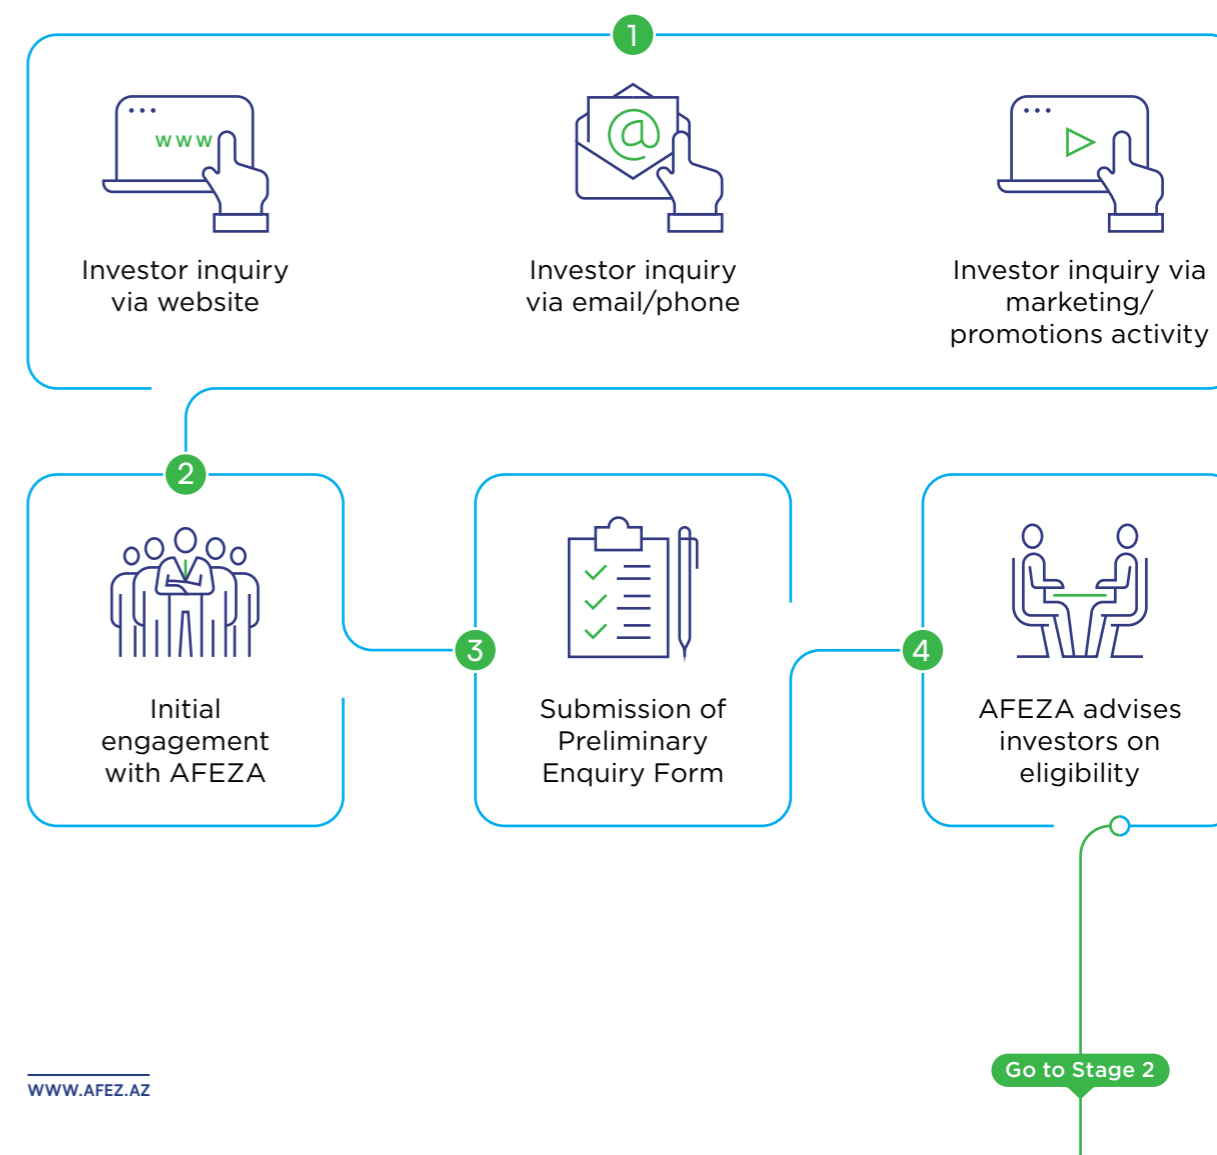 1
www
@
Investor inquiry
via website
Investor inquiry
via email/phone
Investor inquiry via
marketing/
promotions activity
2
3
4
Initial
engagement
with AFEZA
Submission of
Preliminary
Enquiry Form
AFEZA advises
investors on
eligibility
Go to Stage 2
WWW.AFEZ.AZ